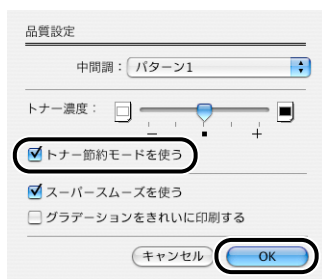 品質設定
中間調：パターン1
トナー濃度：
− +
トナー節約モードを使う
スーパースムーズを使う
グラデーションをきれいに印刷する
キャンセル OK